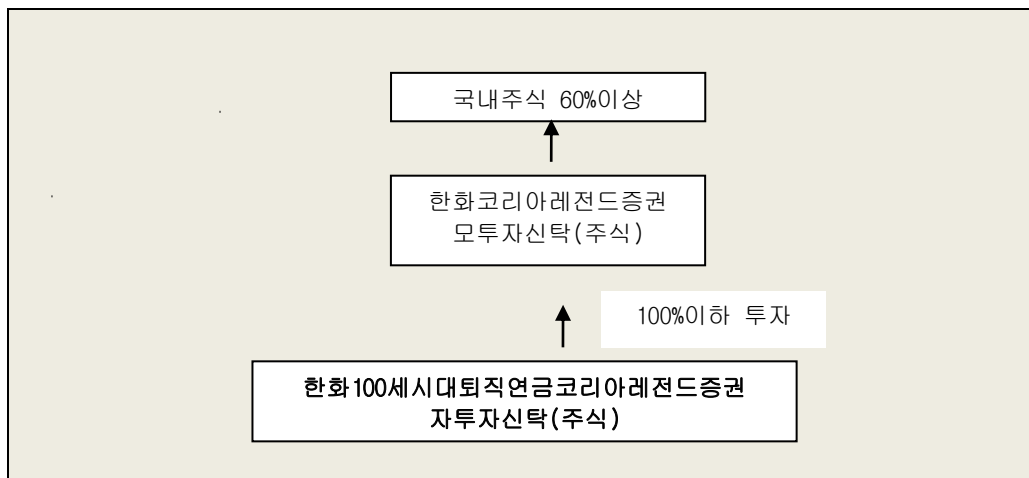 국내주식 60%이상
한화코리아레전드증권
모투자신탁(주식)
100%이하 투자
한화100세시대퇴직연금코리아레전드증권
자투자신탁(주식)